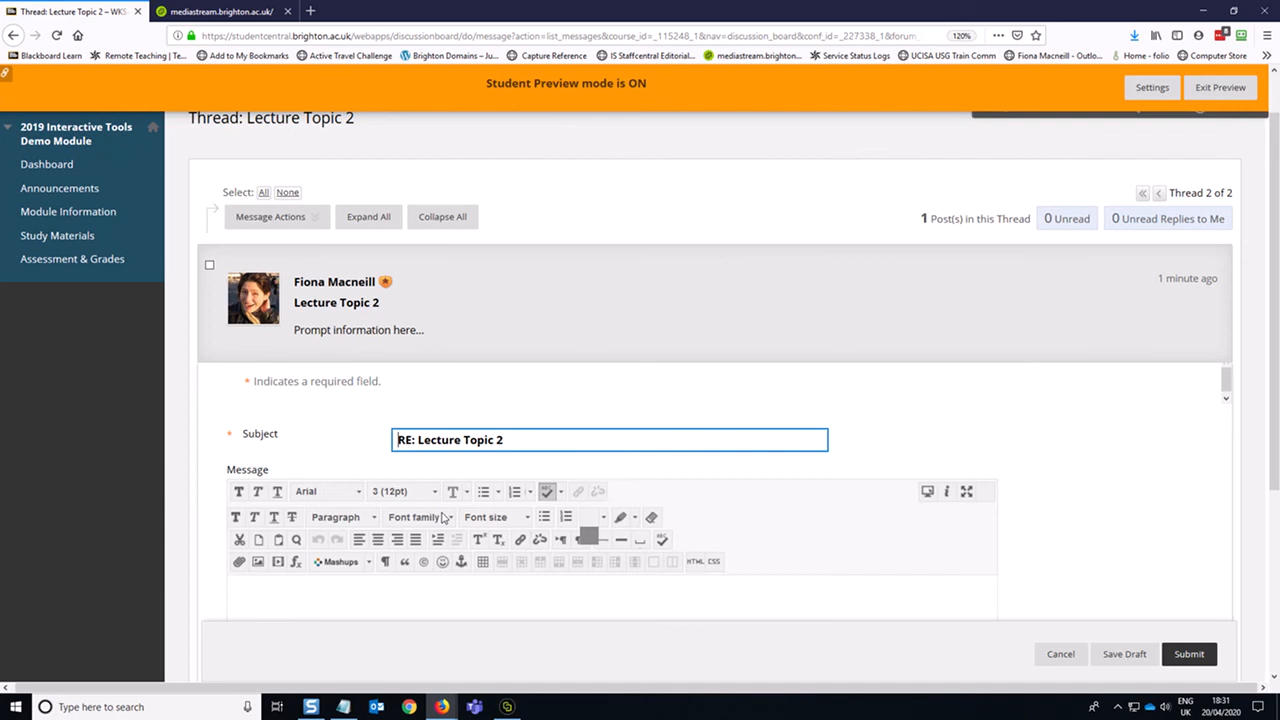 Thread: Lecture Topic 2 – WKS
mediastream.brighton.ac.uk/
https://studentcentral.brighton.ac.uk/webapps/discussionboard/do/message?action=list_messages&course_id=_115248_1&nav=discussion_board&conf_id=_227338_1&forum_
120%
Blackboard Learn
Remote Teaching | Te...
Add to My Bookmarks
Active Travel Challenge
Brighton Domains – Ju...
Capture Reference
IS Staffcentral Editorial...
mediastream.brighton...
Service Status Logs
UCISA USG Train Comm
Fiona Macneill - Outlo...
Home - folio
Computer Store
Student Preview mode is ON
Settings
Exit Preview
2019 Interactive Tools
Demo Module
Dashboard
Announcements
Module Information
Study Materials
Assessment & Grades
Thread: Lecture Topic 2
Select: All None
Thread 2 of 2
Message Actions
Expand All
Collapse All
1 Post(s) in this Thread
0 Unread
0 Unread Replies to Me
Fiona Macneill
1 minute ago
Lecture Topic 2
Prompt information here...
* Indicates a required field.
* Subject
RE: Lecture Topic 2
Message
T T T Arial 3 (12pt) T ABC
T T T T Paragraph Font family Font size
Mashups
HTML CSS
Cancel
Save Draft
Submit
Type here to search
ENG
UK
18:31
20/04/2020